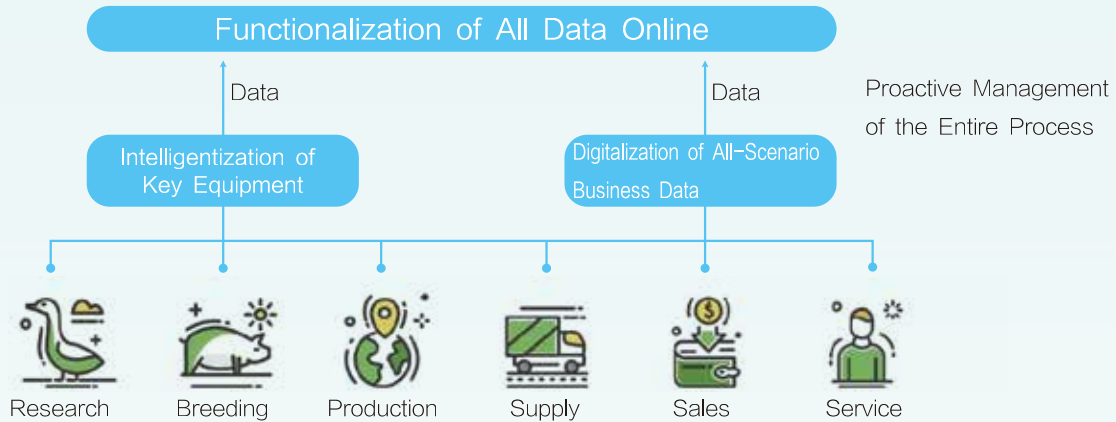 Functionalization of All Data Online
Data
Data
Proactive Management
of the Entire Process
Intelligentization of
Key Equipment
Digitalization of All-Scenario
Business Data
$
Research
Breeding
Production
Supply
Sales
Service